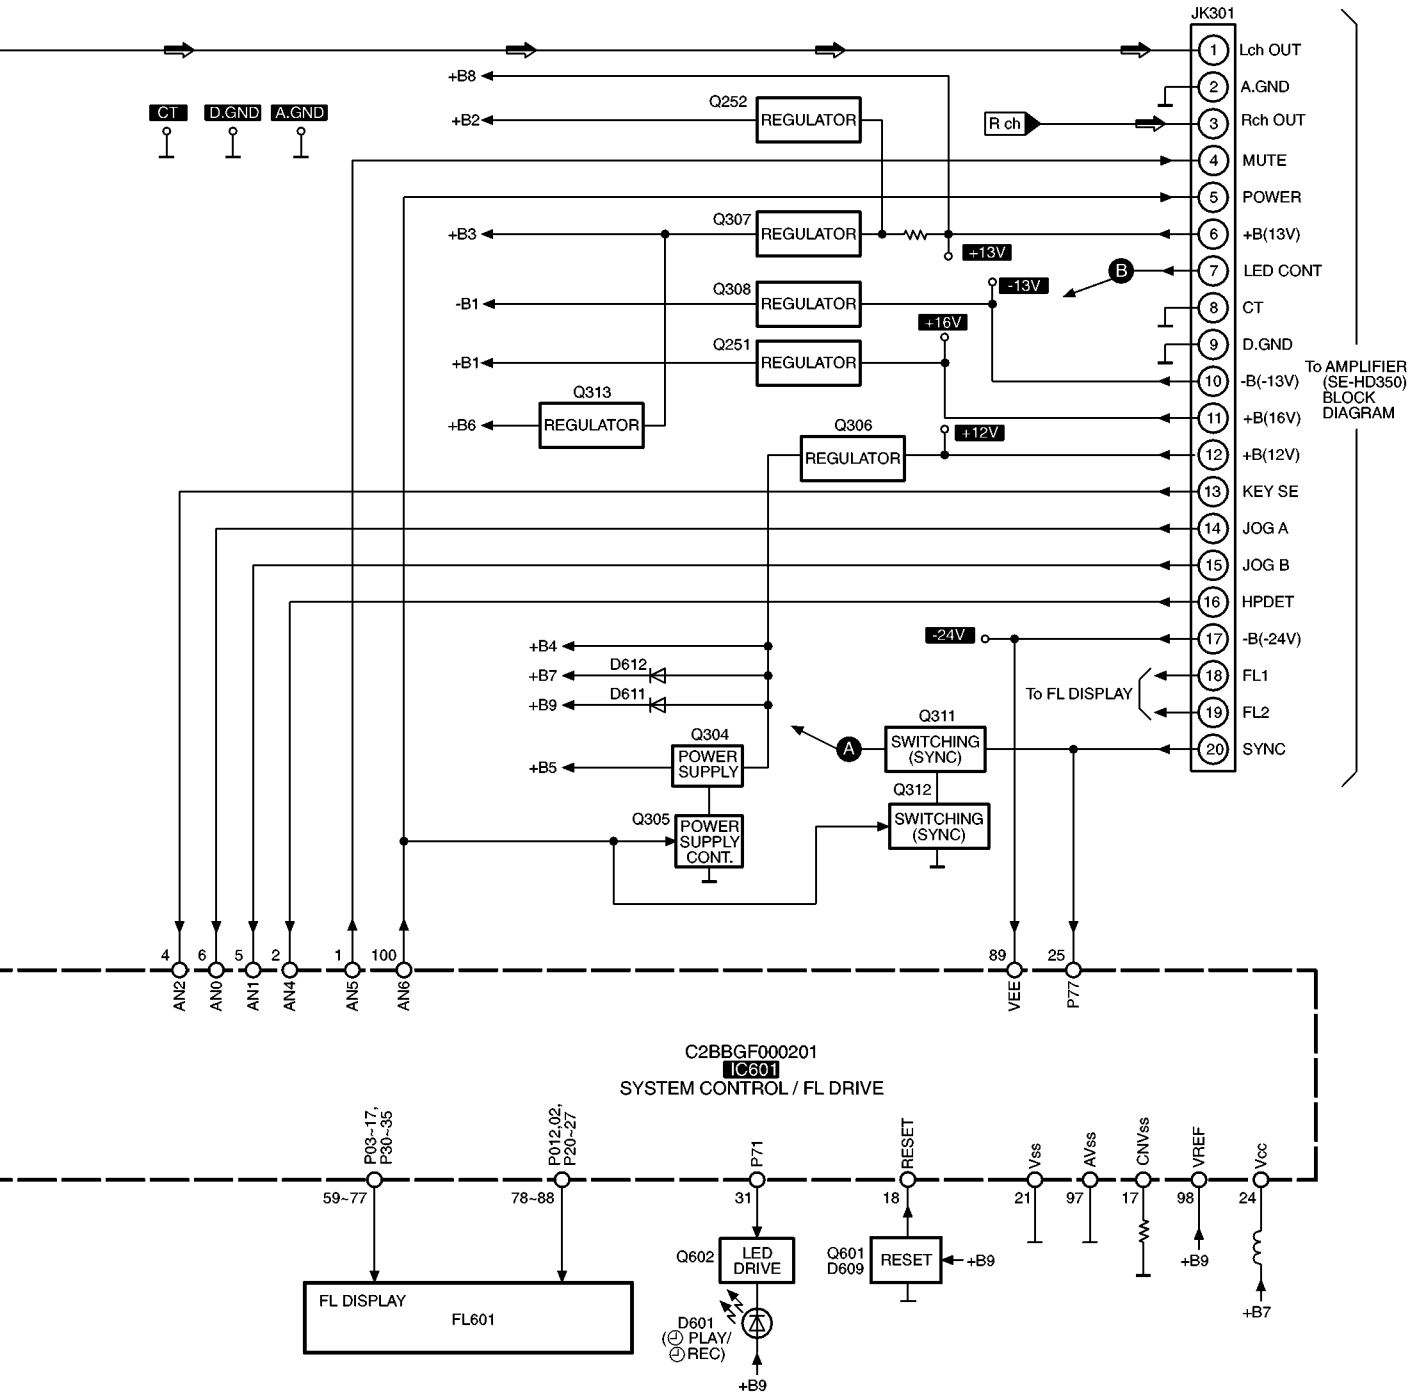 JK301
1 Lch OUT
+B8
2 A.GND
Q252
CT D.GND A.GND
+B2 REGULATOR
R ch
3 Rch OUT
4 MUTE
5 POWER
Q307
+B3 REGULATOR
6 +B(13V)
+13V
B
7 LED CONT
Q308
-13V
-B1 REGULATOR
8 CT
+16V
Q251
9 D.GND
+B1 REGULATOR
To AMPLIFIER
(SE-HD350)
BLOCK
DIAGRAM
10 -B(-13V)
Q313
11 +B(16V)
+B6 REGULATOR
Q306
+12V
REGULATOR
12 +B(12V)
13 KEY SE
14 JOG A
15 JOG B
16 HPDET
-24V
17 -B(-24V)
+B4
D612
+B7
18 FL1
To FL DISPLAY
D611
+B9
19 FL2
Q311
Q304
A
SWITCHING
(SYNC)
20 SYNC
POWER
SUPPLY
+B5
Q312
Q305
SWITCHING
(SYNC)
POWER
SUPPLY
CONT.
4 6 5 2 1 100 89 25
AN2 AN0 AN1 AN4 AN5 AN6 VEE P77
C2BBGF000201
IC601
SYSTEM CONTROL / FL DRIVE
P03~17,
P30~35
P012,02,
P20~27
P71 RESET Vss AVss CNVss VREF Vcc
59~77 78~88 31 18 21 97 17 98 24
Q602
LED
DRIVE
Q601
D609
RESET
+B9
+B9
FL DISPLAY
FL601
+B7
D601
( PLAY/
REC)
+B9